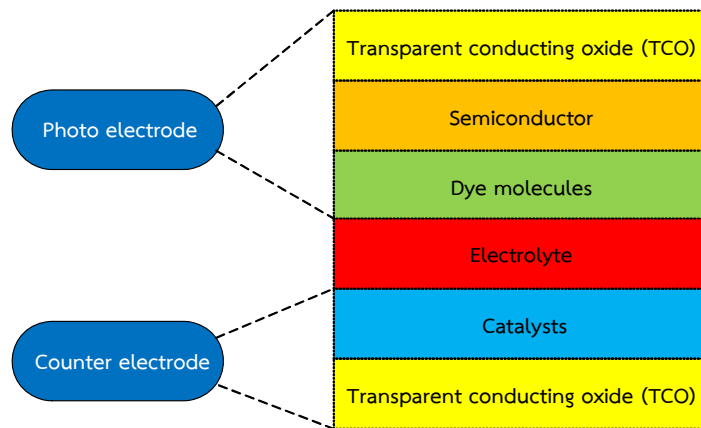 Transparent conducting oxide (TCO)
Photo electrode
Semiconductor
Dye molecules
Electrolyte
Catalysts
Counter electrode
Transparent conducting oxide (TCO)